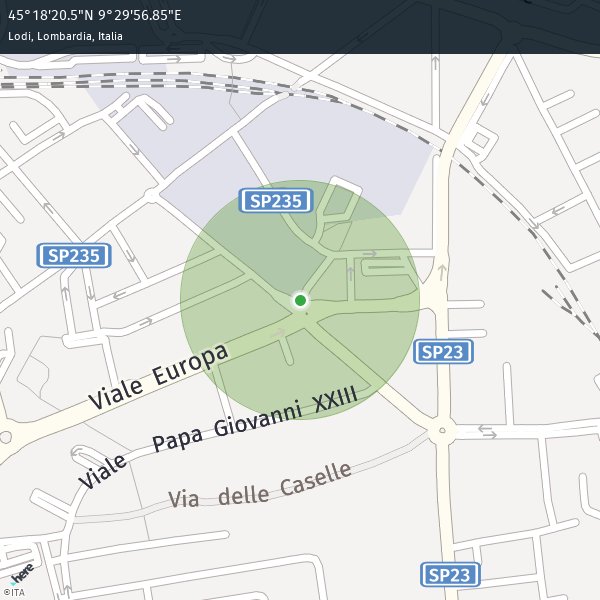 45°18'20.5"N 9°29'56.85"E
Lodi, Lombardia, Italia
SP235
SP235
SP23
Viale Europa
Viale Papa Giovanni XXIII
Via delle Caselle
SP23
here
©ITA